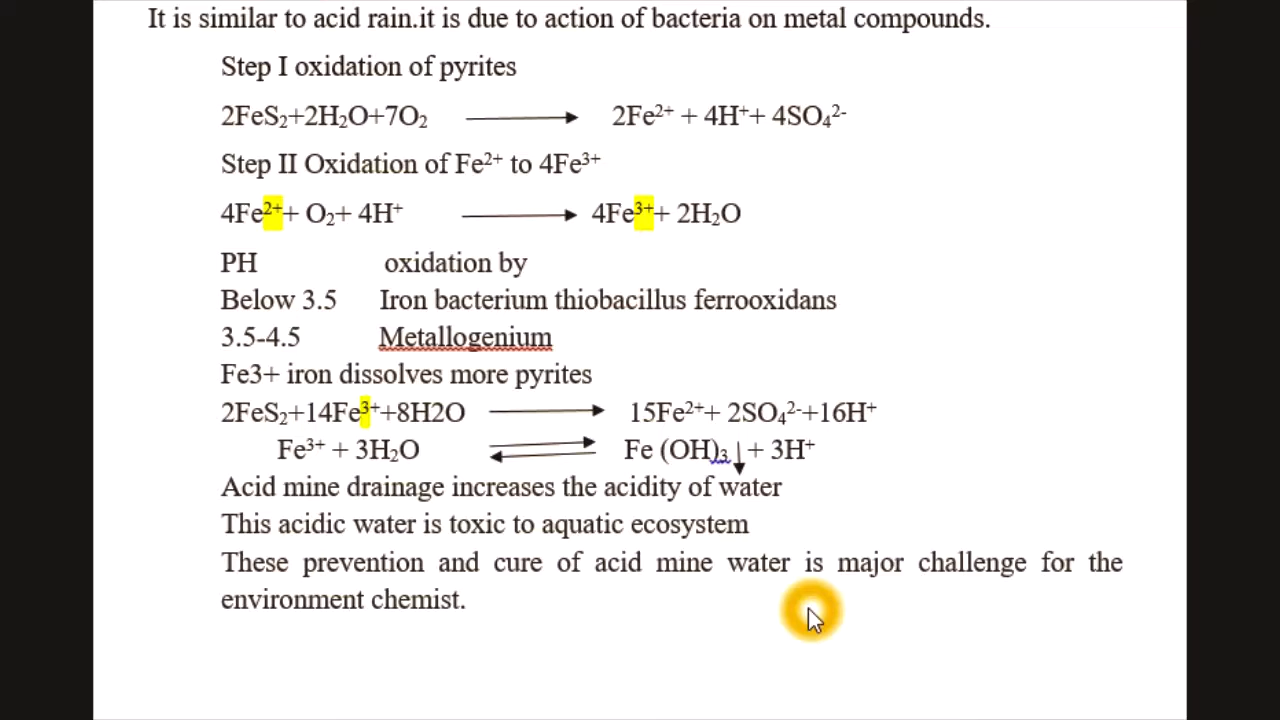 It is similar to acid rain.it is due to action of bacteria on metal compounds.
Step I oxidation of pyrites
2FeS₂+2H₂O+7O₂ ⟶ 2Fe²⁺ + 4H⁺+ 4SO₄²⁻
Step II Oxidation of Fe²⁺ to 4Fe³⁺
4Fe²⁺+ O₂+ 4H⁺ ⟶ 4Fe³⁺+ 2H₂O
PH oxidation by
Below 3.5 Iron bacterium thiobacillus ferrooxidans
3.5-4.5 Metallogenium
Fe3+ iron dissolves more pyrites
2FeS₂+14Fe³⁺+8H2O ⟶ 15Fe²⁺+ 2SO₄²⁻+16H⁺
Fe³⁺ + 3H₂O ⇌ Fe (OH)₃ ↓ + 3H⁺
Acid mine drainage increases the acidity of water
This acidic water is toxic to aquatic ecosystem
These prevention and cure of acid mine water is major challenge for the
environment chemist.